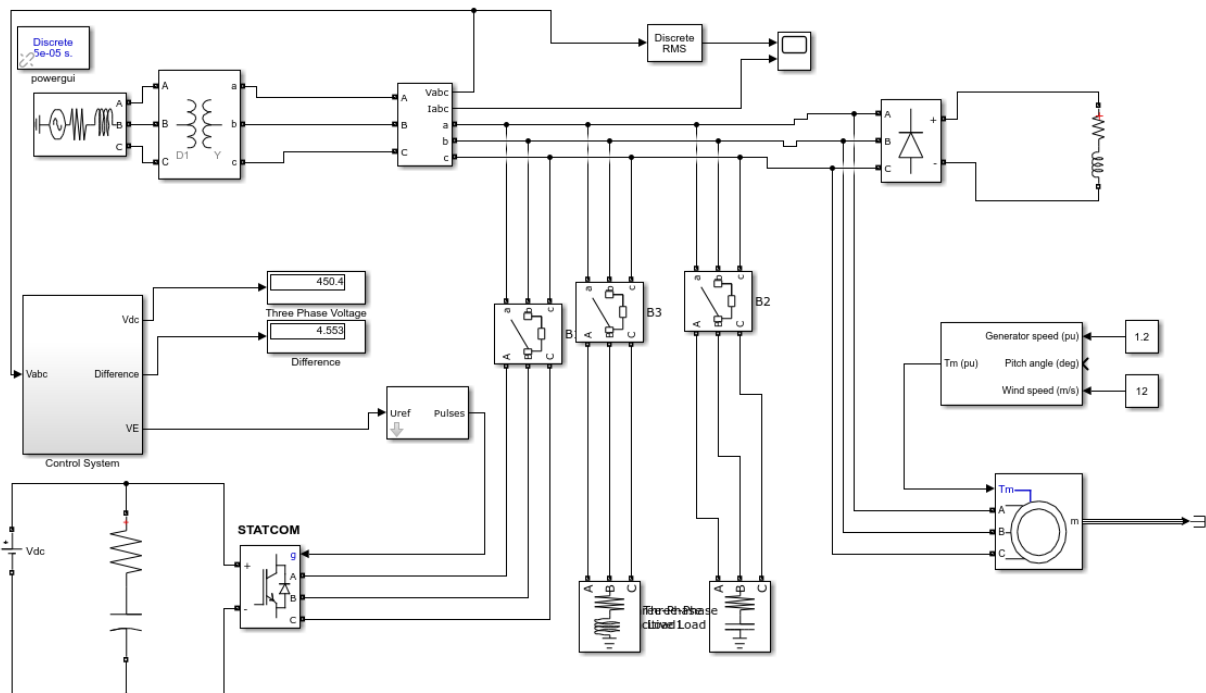 Discrete
5e-05 s.
powergui
A
B
C
A
B
C
D1
Y
a
b
c
A
B
C
Vabc
Iabc
a
b
c
Discrete
RMS
A
B
C
+
-
450.4
Three Phase Voltage
4.553
Difference
Vabc
Vdc
Difference
VE
Control System
Uref
Pulses
a
b
c
A
B
C
a
b
c
A
B
C
B3
a
b
c
A
B
C
B2
Generator speed (pu)
Pitch angle (deg)
Wind speed (m/s)
Tm (pu)
1.2
12
Tm
A
B
C
m
+
Vdc
STATCOM
+
-
g
A
B
C
A
B
C
A
B
C
Load